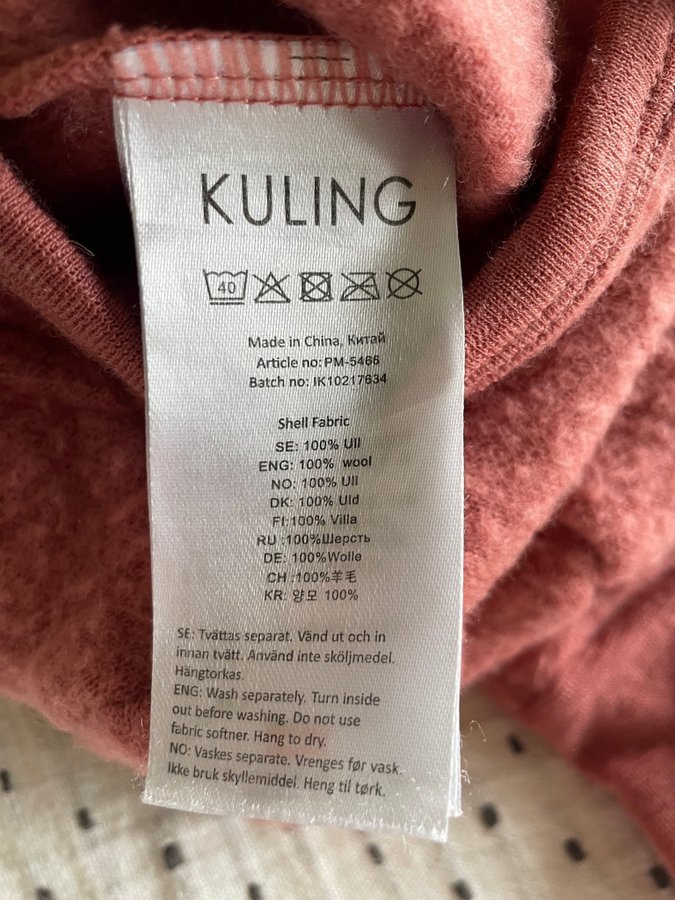 KULING
40
Made in China, Китай
Article no: PM-5466
Batch no: IK10217634
Shell Fabric
SE: 100% Ull
ENG: 100% wool
NO: 100% Ull
DK: 100% Uld
FI:100% Villa
RU :100%Шерсть
DE: 100%Wolle
CH :100%羊毛
KR: 양모 100%
SE: Tvättas separat. Vänd ut och in
innan tvätt. Använd inte sköljmedel.
Hängtorkas.
ENG: Wash separately. Turn inside
out before washing. Do not use
fabric softner. Hang to dry.
NO: Vaskes separate. Vrenges før vask.
Ikke bruk skyllemiddel. Heng til tørk.